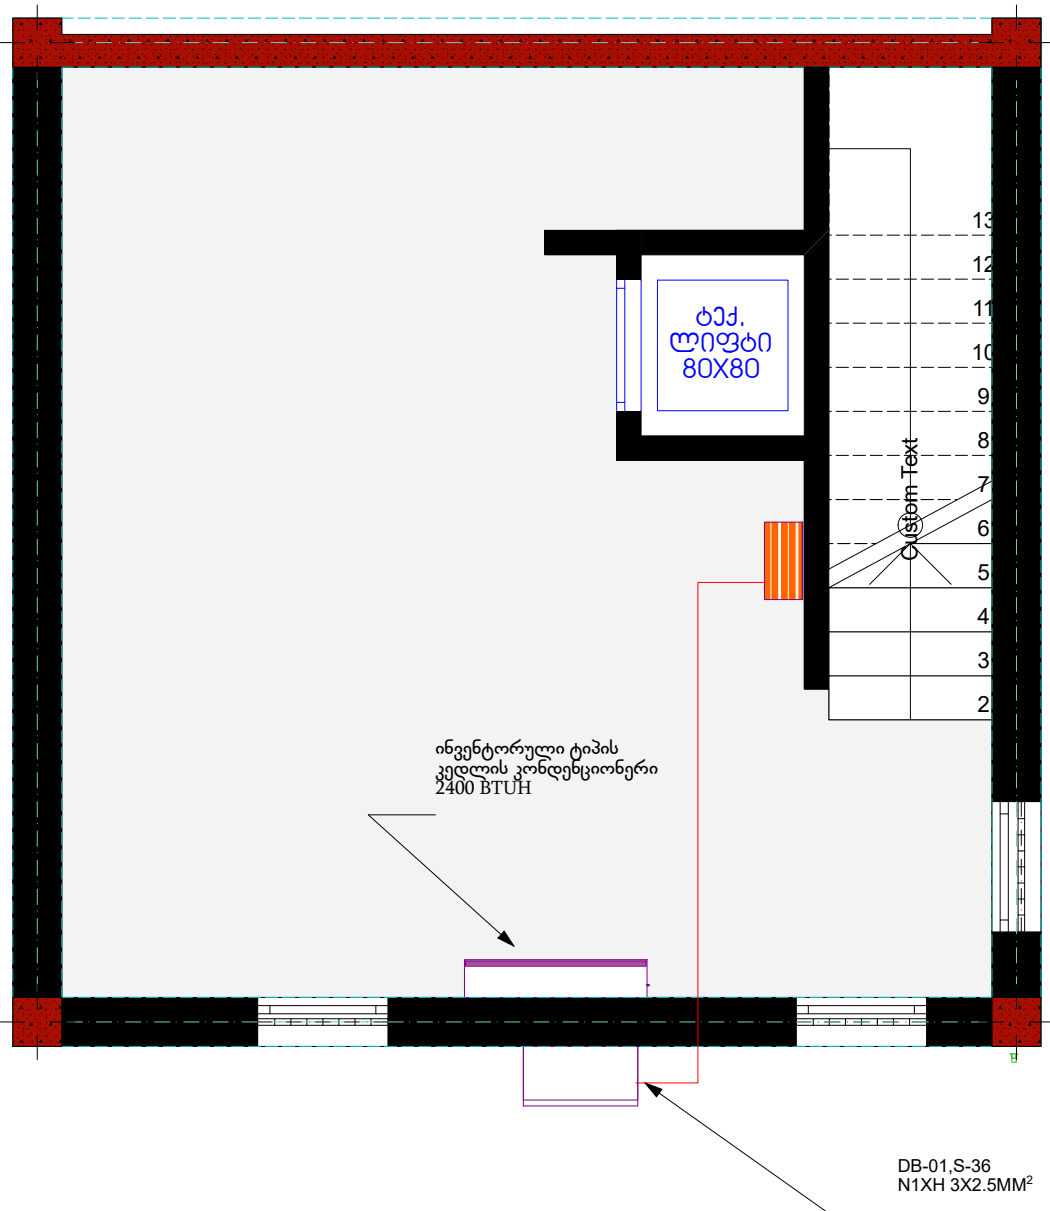 13
12
11
10
ტექ.
ლიფტი
80X80
9
8
Custom Text
7
6
5
4
3
2
ინვენტორული ტიპის
კედლის კონდენციონერი
2400 BTUH
DB-01,S-36
N1XH 3X2.5MM²